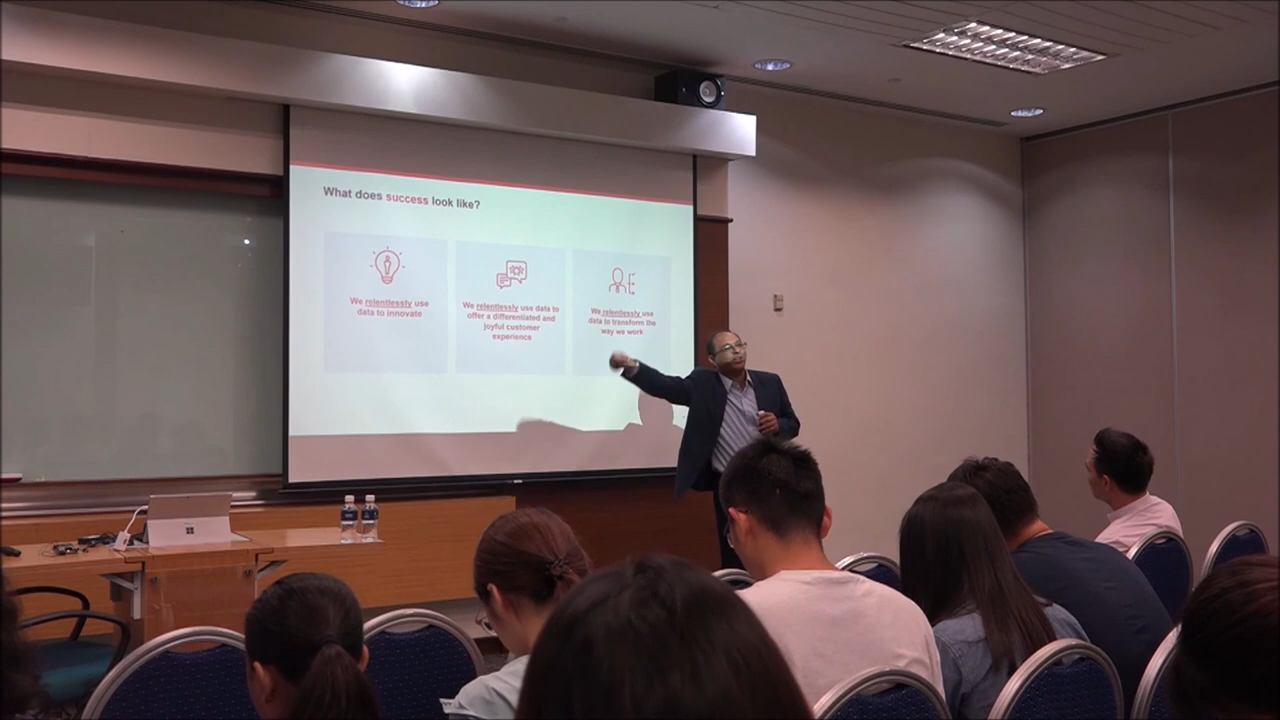 What does success look like?
We relentlessly use
data to innovate
We relentlessly use data to
offer a differentiated and
joyful customer
experience
We relentlessly use
data to transform the
way we work